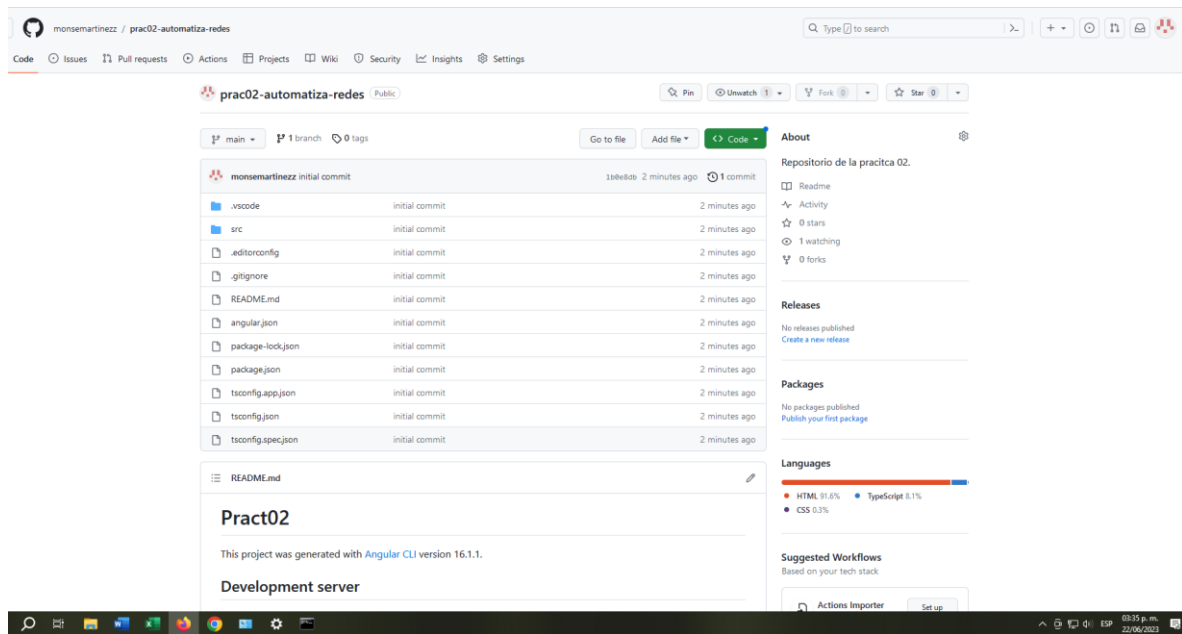 monsemartinezz / prac02-automatiza-redes
Type / to search
Code Issues Pull requests Actions Projects Wiki Security Insights Settings
prac02-automatiza-redes Public
Pin Unwatch 1 Fork 0 Star 0
main 1 branch 0 tags
Go to file Add file Code
monsemartinezz initial commit 1b0e8db 2 minutes ago 1 commit
.vscode initial commit 2 minutes ago
src initial commit 2 minutes ago
.editorconfig initial commit 2 minutes ago
.gitignore initial commit 2 minutes ago
README.md initial commit 2 minutes ago
angular.json initial commit 2 minutes ago
package-lock.json initial commit 2 minutes ago
package.json initial commit 2 minutes ago
tsconfig.app.json initial commit 2 minutes ago
tsconfig.json initial commit 2 minutes ago
tsconfig.spec.json initial commit 2 minutes ago
README.md
Pract02
This project was generated with Angular CLI version 16.1.1.
Development server
About
Repositorio de la pracitca 02.
Readme
Activity
0 stars
1 watching
0 forks
Releases
No releases published
Create a new release
Packages
No packages published
Publish your first package
Languages
HTML 91.6% TypeScript 8.1%
CSS 0.3%
Suggested Workflows
Based on your tech stack
Actions Importer Set up
ESP
03:35 p. m.
22/06/2023